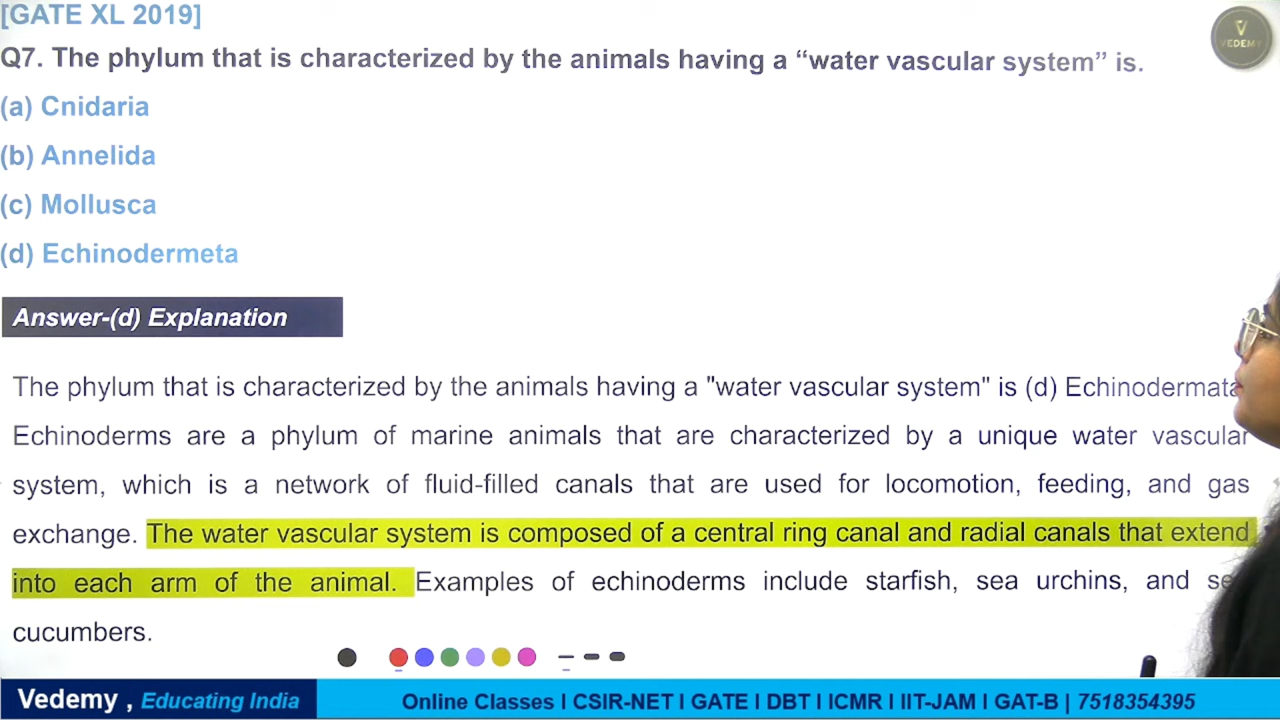 [GATE XL 2019]
Q7. The phylum that is characterized by the animals having a “water vascular system” is.
(a) Cnidaria
(b) Annelida
(c) Mollusca
(d) Echinodermeta
Answer-(d) Explanation
The phylum that is characterized by the animals having a "water vascular system" is (d) Echinodermata
Echinoderms are a phylum of marine animals that are characterized by a unique water vascular
system, which is a network of fluid-filled canals that are used for locomotion, feeding, and gas
exchange. The water vascular system is composed of a central ring canal and radial canals that extend
into each arm of the animal. Examples of echinoderms include starfish, sea urchins, and
cucumbers.
VEDEMY
Vedemy , Educating India
Online Classes I CSIR-NET I GATE I DBT I ICMR I IIT-JAM I GAT-B | 7518354395